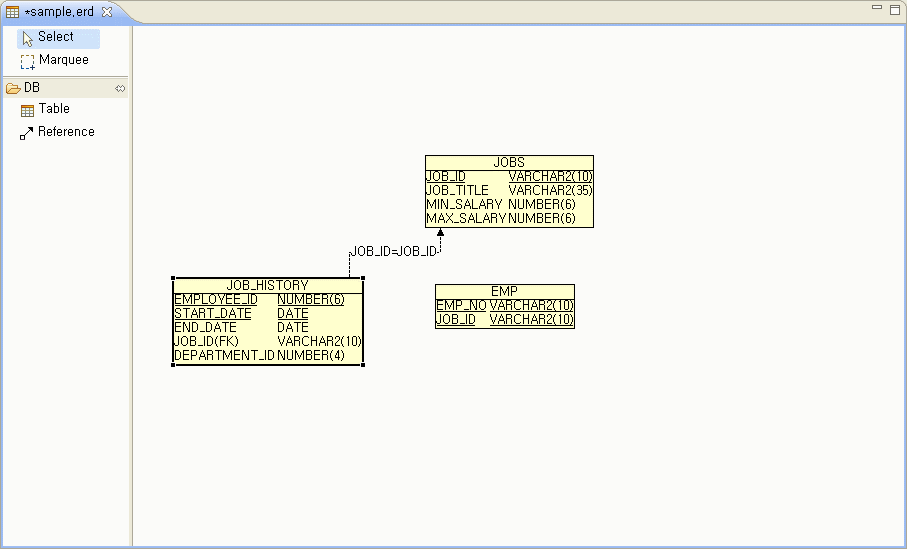 *sample.erd
Select
Marquee
DB
Table
Reference
JOBS
JOB_ID VARCHAR2(10)
JOB_TITLE VARCHAR2(35)
MIN_SALARY NUMBER(6)
MAX_SALARY NUMBER(6)
JOB_ID=JOB_ID
JOB_HISTORY
EMPLOYEE_ID NUMBER(6)
START_DATE DATE
END_DATE DATE
JOB_ID(FK) VARCHAR2(10)
DEPARTMENT_ID NUMBER(4)
EMP
EMP_NO VARCHAR2(10)
JOB_ID VARCHAR2(10)